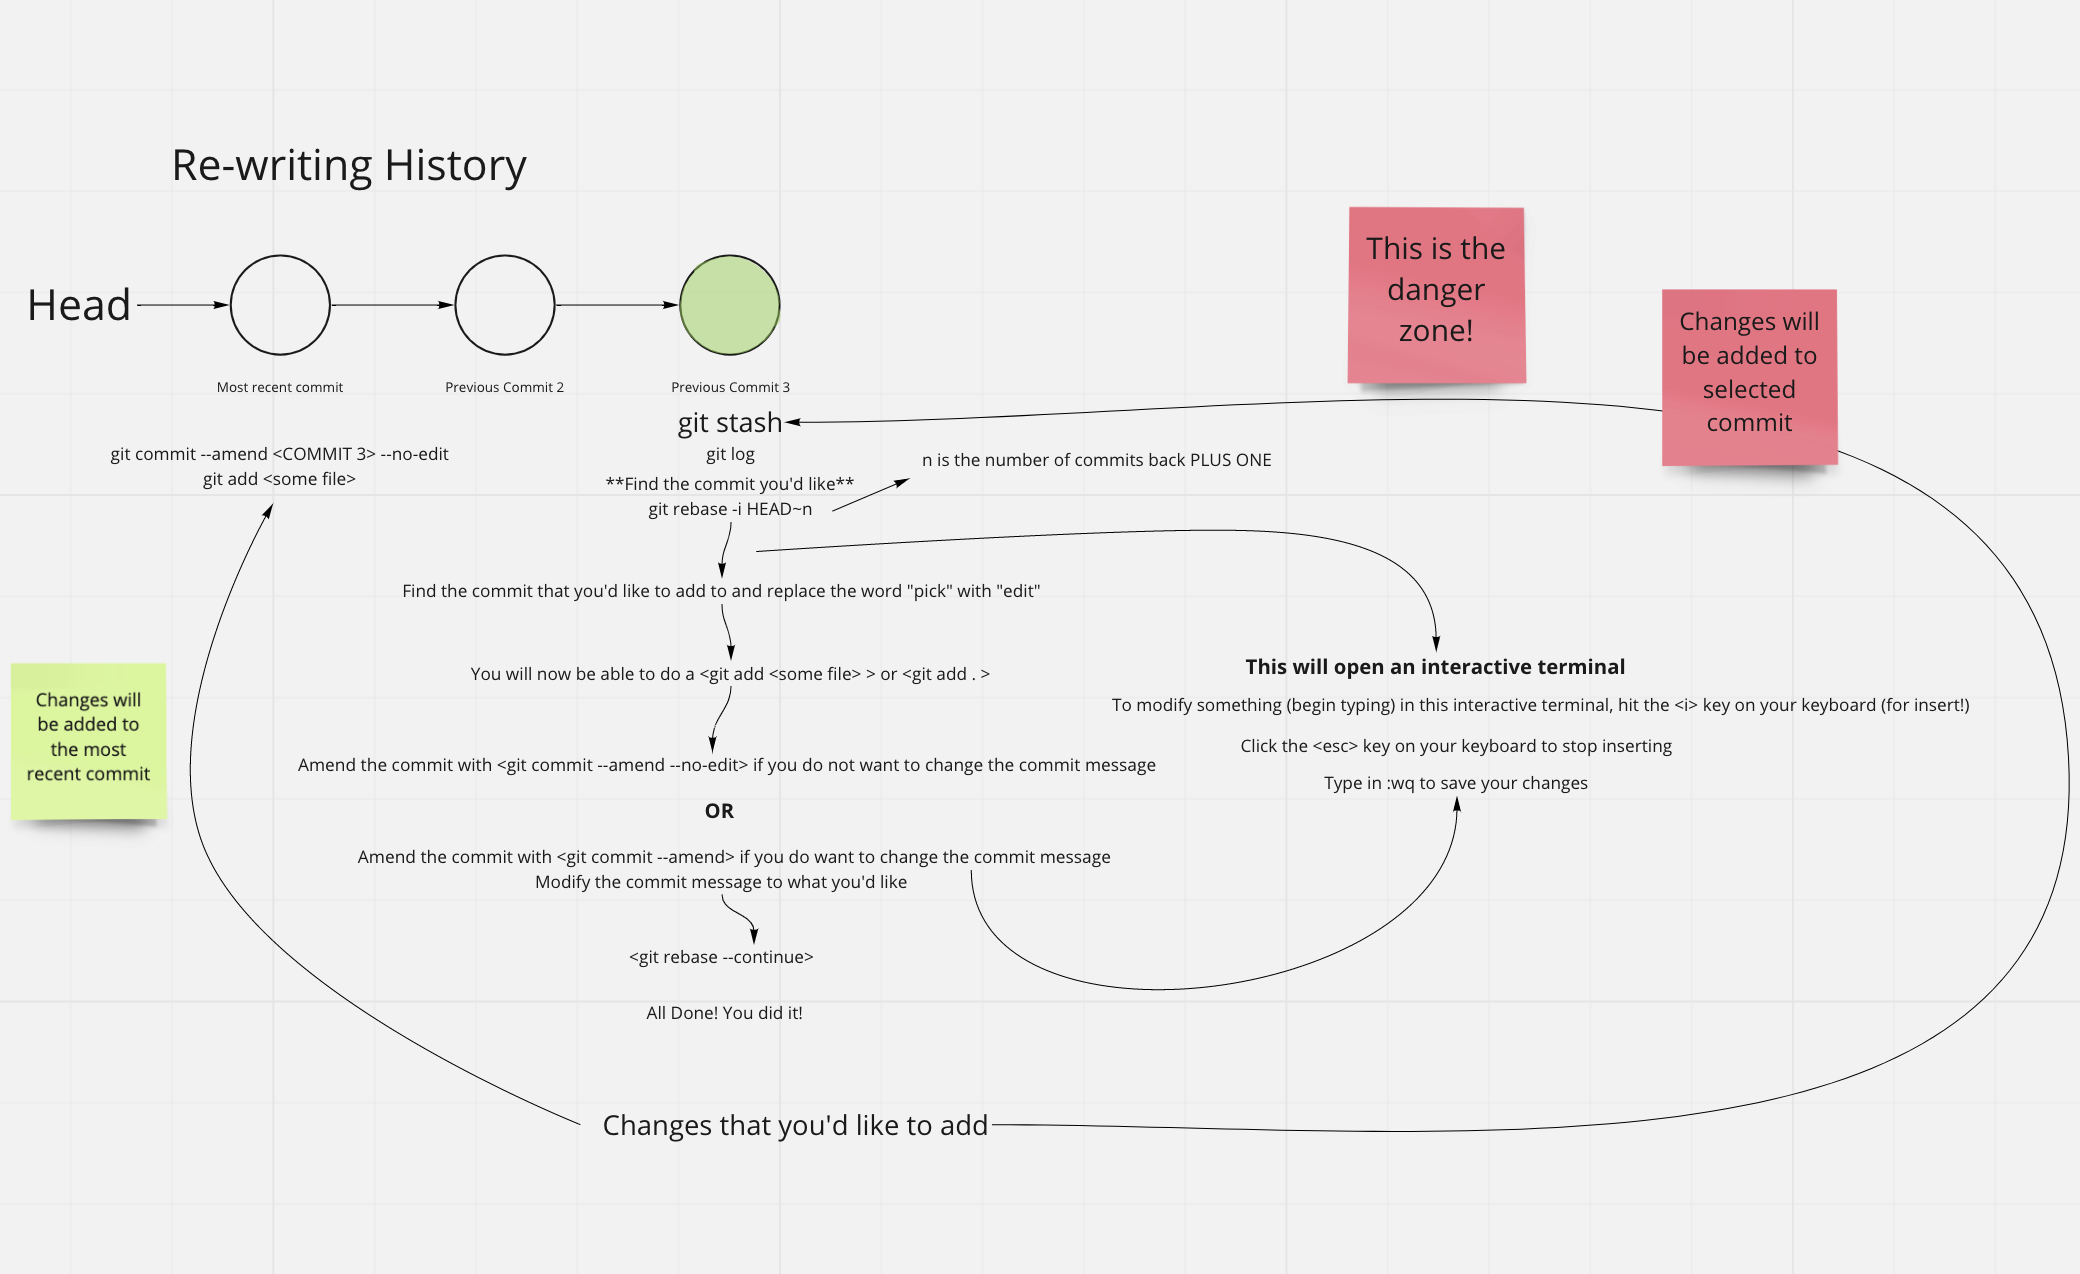 Re-writing History
Head
Most recent commit
Previous Commit 2
Previous Commit 3
This is the
danger
zone!
Changes will
be added to
selected
commit
git commit --amend <COMMIT 3> --no-edit
git add <some file>
git stash
git log
**Find the commit you'd like**
git rebase -i HEAD~n
n is the number of commits back PLUS ONE
Find the commit that you'd like to add to and replace the word "pick" with "edit"
You will now be able to do a <git add <some file> > or <git add . >
Amend the commit with <git commit --amend --no-edit> if you do not want to change the commit message
OR
Amend the commit with <git commit --amend> if you do want to change the commit message
Modify the commit message to what you'd like
<git rebase --continue>
All Done! You did it!
This will open an interactive terminal
To modify something (begin typing) in this interactive terminal, hit the <i> key on your keyboard (for insert!)
Click the <esc> key on your keyboard to stop inserting
Type in :wq to save your changes
Changes will
be added to
the most
recent commit
Changes that you'd like to add